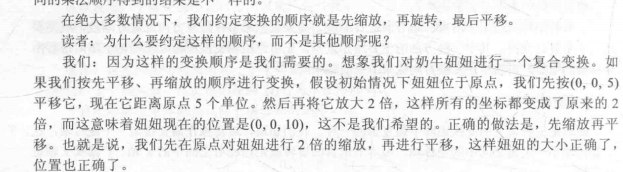 同的乘法顺序得到的结果是不一样的。
在绝大多数情况下，我们约定变换的顺序就是先缩放，再旋转，最后平移。
读者：为什么要约定这样的顺序，而不是其他顺序呢？
我们：因为这样的变换顺序是我们需要的。想象我们对奶牛妞妞进行一个复合变换。如
果我们按先平移、再缩放的顺序进行变换，假设初始情况下妞妞位于原点，我们先按(0, 0, 5)
平移它，现在它距离原点 5 个单位。然后再将它放大 2 倍，这样所有的坐标都变成了原来的 2
倍，而这意味着妞妞现在的位置是(0, 0, 10)，这不是我们希望的。正确的做法是，先缩放再平
移。也就是说，我们先在原点对妞妞进行 2 倍的缩放，再进行平移，这样妞妞的大小正确了，
位置也正确了。